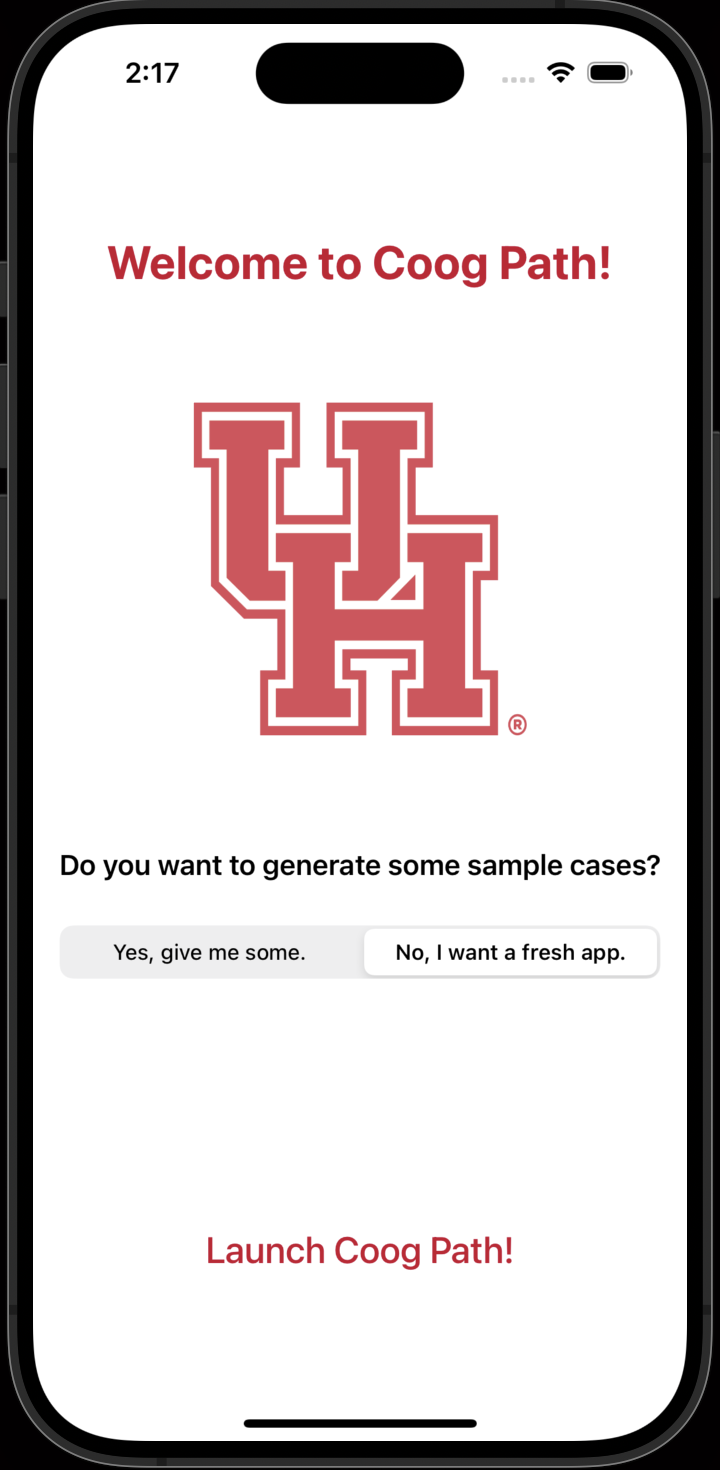 2:17
Welcome to Coog Path!
UH
®
Do you want to generate some sample cases?
Yes, give me some.
No, I want a fresh app.
Launch Coog Path!